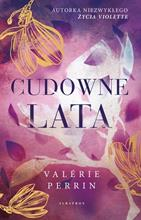 AUTORKA NIEZWYKŁEGO
ŻYCIA VIOLETTE
CUDOWNE
LATA
VALÉRIE
PERRIN
ALBATROS